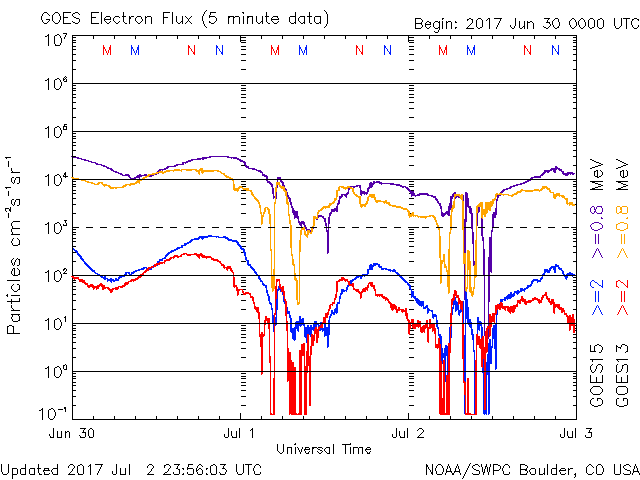 GOES Electron Flux (5 minute data)
Begin: 2017 Jun 30 0000 UTC
M M N N M M N N M M N N
10⁷
10⁶
10⁵
10⁴
10³
10²
10¹
10⁰
10⁻¹
Particles cm⁻²s⁻¹sr⁻¹
Jun 30 Jul 1 Jul 2 Jul 3
Universal Time
GOES15 >=2 >=0.8 MeV
GOES13 >=2 >=0.8 MeV
Updated 2017 Jul 2 23:56:03 UTC
NOAA/SWPC Boulder, CO USA